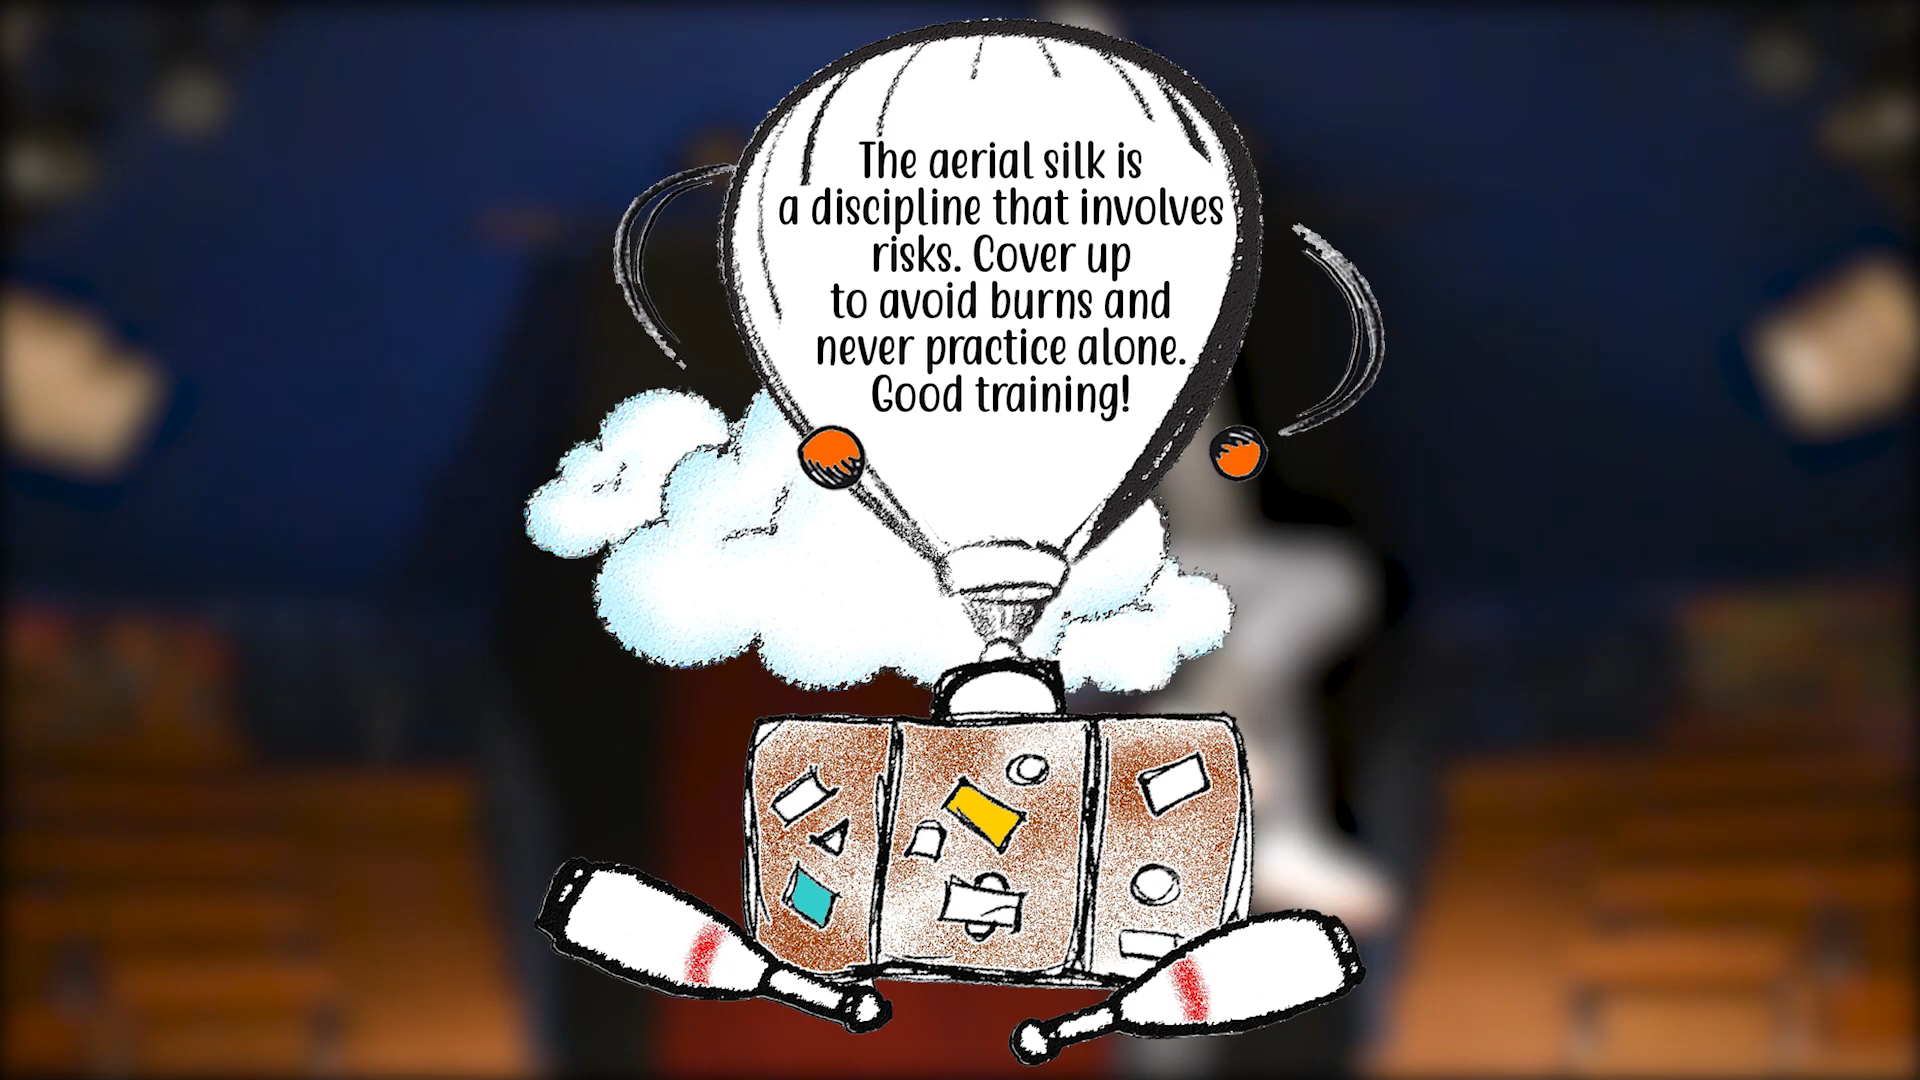 The aerial silk is
a discipline that involves
risks. Cover up
to avoid burns and
never practice alone.
Good training!